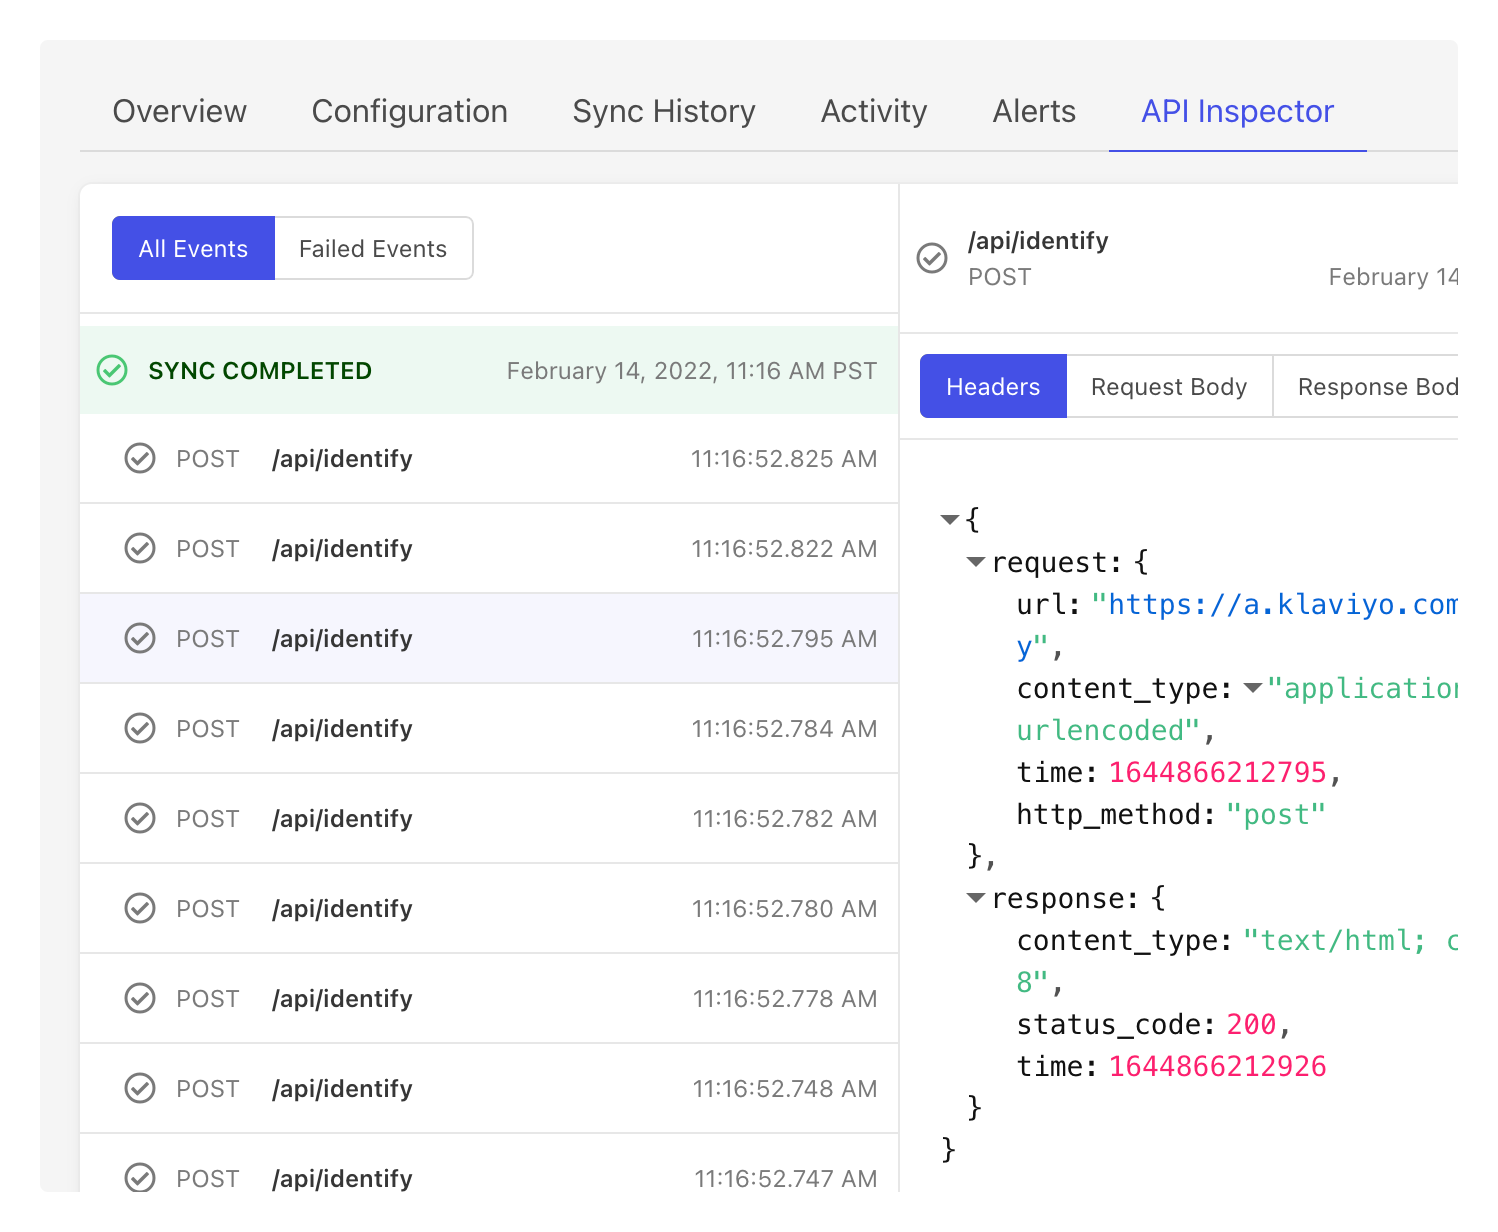 Overview Configuration Sync History Activity Alerts API Inspector
All Events Failed Events
SYNC COMPLETED February 14, 2022, 11:16 AM PST
POST /api/identify 11:16:52.825 AM
POST /api/identify 11:16:52.822 AM
POST /api/identify 11:16:52.795 AM
POST /api/identify 11:16:52.784 AM
POST /api/identify 11:16:52.782 AM
POST /api/identify 11:16:52.780 AM
POST /api/identify 11:16:52.778 AM
POST /api/identify 11:16:52.748 AM
POST /api/identify 11:16:52.747 AM
/api/identify
POST February 14
Headers Request Body Response Bod
{
request: {
url: "https://a.klaviyo.com
y",
content_type: "application
urlencoded",
time: 1644866212795,
http_method: "post"
},
response: {
content_type: "text/html; c
8",
status_code: 200,
time: 1644866212926
}
}